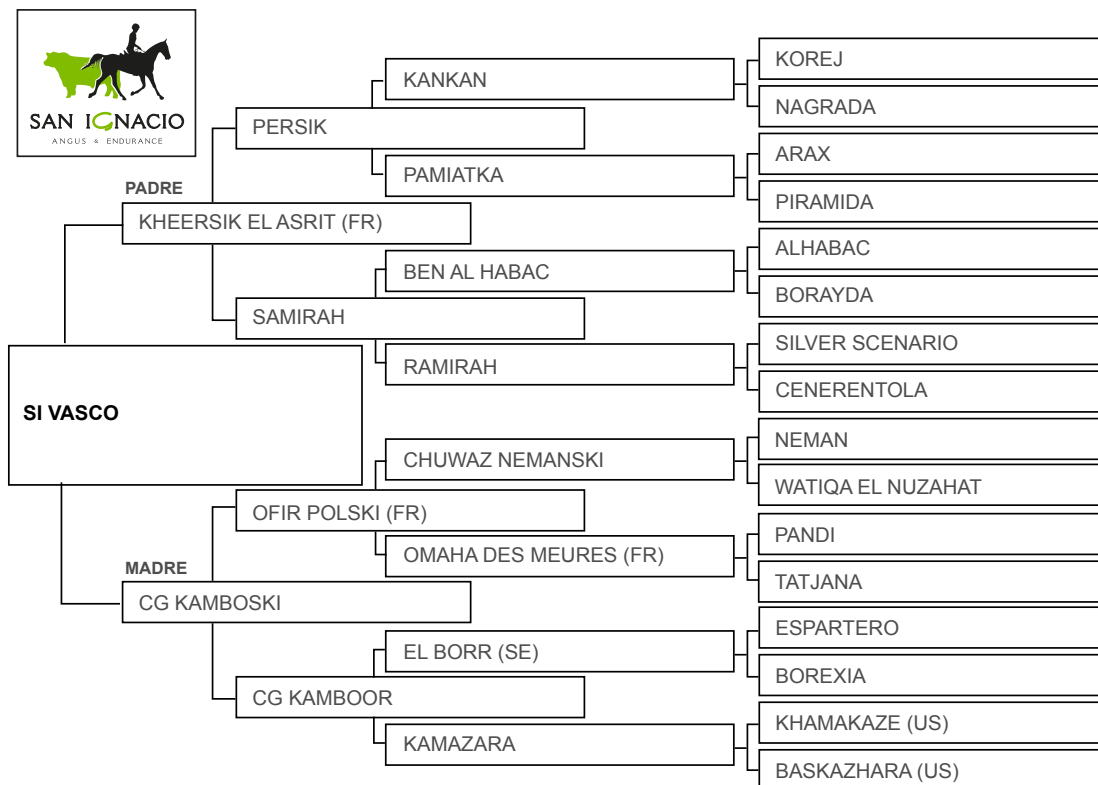 SAN IGNACIO
ANGUS & ENDURANCE
KOREJ
KANKAN
NAGRADA
PERSIK
ARAX
PAMIATKA
PIRAMIDA
PADRE
KHEERSIK EL ASRIT (FR)
ALHABAC
BEN AL HABAC
BORAYDA
SAMIRAH
SILVER SCENARIO
RAMIRAH
CENERENTOLA
SI VASCO
NEMAN
CHUWAZ NEMANSKI
WATIQA EL NUZAHAT
OFIR POLSKI (FR)
PANDI
OMAHA DES MEURES (FR)
TATJANA
MADRE
CG KAMBOSKI
ESPARTERO
EL BORR (SE)
BOREXIA
CG KAMBOOR
KHAMAKAZE (US)
KAMAZARA
BASKAZHARA (US)